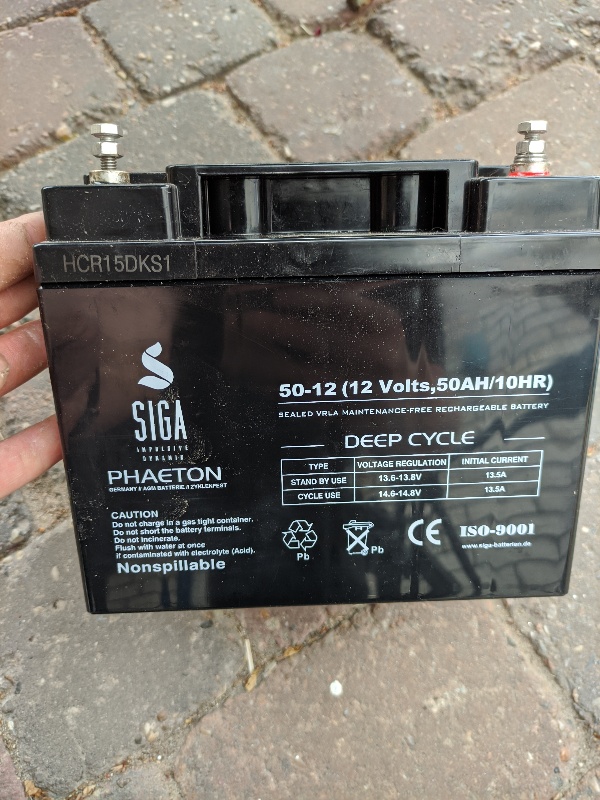 HCR15DKS1
SIGA
IMPULSIVE
DYNAMIC
PHAETON
GERMANY // AGM BATTERIE // ZYKLENFEST
50-12 (12 Volts,50AH/10HR)
SEALED VRLA MAINTENANCE-FREE RECHARGEABLE BATTERY
DEEP CYCLE
TYPE VOLTAGE REGULATION INITIAL CURRENT
STAND BY USE 13.6-13.8V 13.5A
CYCLE USE 14.6-14.8V 13.5A
CAUTION
Do not charge in a gas tight container.
Do not short the battery terminals.
Do not incinerate.
Flush with water at once
if contaminated with electrolyte (Acid).
Nonspillable
Pb
Pb
CE
ISO-9001
www.siga-batterien.de